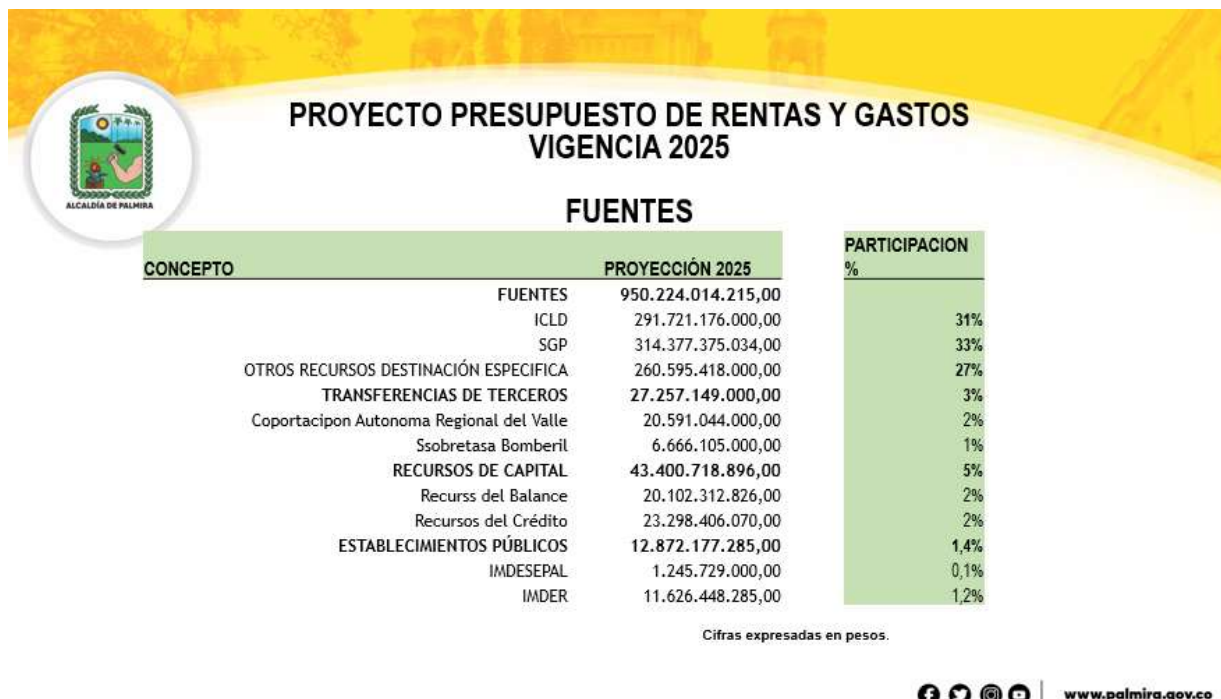 ALCALDÍA DE PALMIRA
PROYECTO PRESUPUESTO DE RENTAS Y GASTOS
VIGENCIA 2025
FUENTES
CONCEPTO PROYECCIÓN 2025 PARTICIPACION %
FUENTES 950.224.014.215,00
ICLD 291.721.176.000,00 31%
SGP 314.377.375.034,00 33%
OTROS RECURSOS DESTINACIÓN ESPECIFICA 260.595.418.000,00 27%
TRANSFERENCIAS DE TERCEROS 27.257.149.000,00 3%
Coportacipon Autonoma Regional del Valle 20.591.044.000,00 2%
Ssobretasa Bomberil 6.666.105.000,00 1%
RECURSOS DE CAPITAL 43.400.718.896,00 5%
Recurss del Balance 20.102.312.826,00 2%
Recursos del Crédito 23.298.406.070,00 2%
ESTABLECIMIENTOS PÚBLICOS 12.872.177.285,00 1,4%
IMDESEPAL 1.245.729.000,00 0,1%
IMDER 11.626.448.285,00 1,2%
Cifras expresadas en pesos.
www.palmira.gov.co